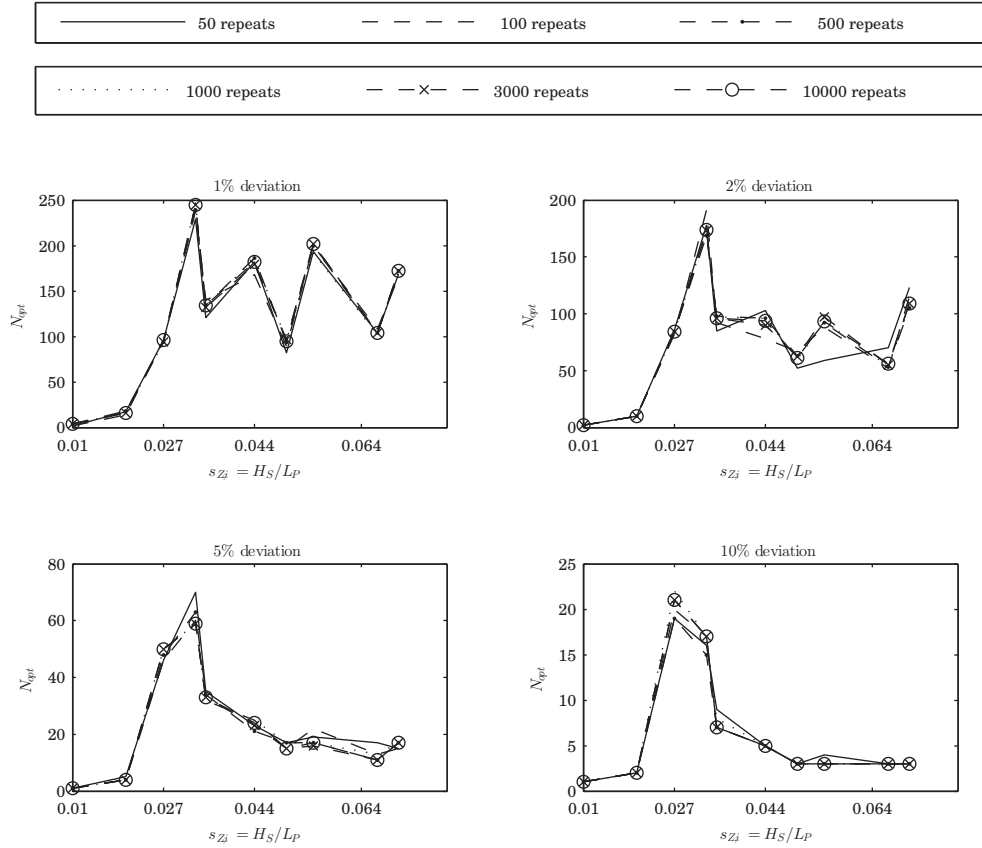 50 repeats 100 repeats 500 repeats
1000 repeats 3000 repeats 10000 repeats
1% deviation
250
200
150
100
50
0
N_opt
0.01 0.027 0.044 0.064
s_{Z,i} = H_S/L_P
2% deviation
200
150
100
50
0
N_opt
0.01 0.027 0.044 0.064
s_{Z,i} = H_S/L_P
5% deviation
80
60
40
20
0
N_opt
0.01 0.027 0.044 0.064
s_{Z,i} = H_S/L_P
10% deviation
25
20
15
10
5
0
N_opt
0.01 0.027 0.044 0.064
s_{Z,i} = H_S/L_P